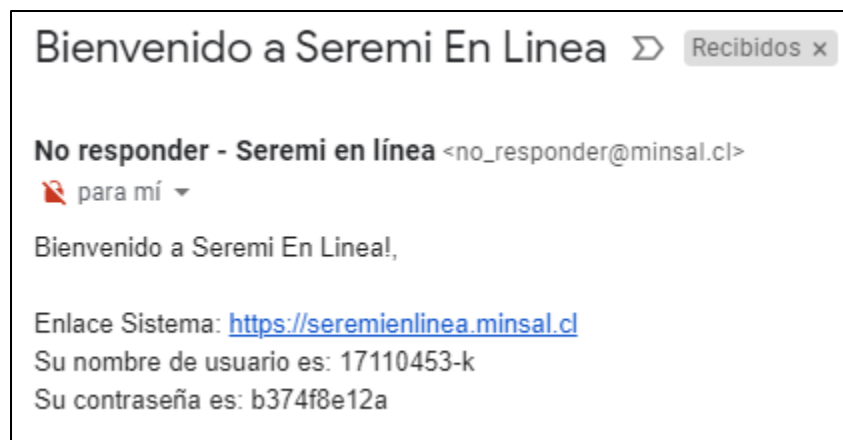 Bienvenido a Seremi En Linea Recibidos x
No responder - Seremi en línea <no_responder@minsal.cl>
para mí
Bienvenido a Seremi En Linea!,
Enlace Sistema: https://seremienlinea.minsal.cl
Su nombre de usuario es: 17110453-k
Su contraseña es: b374f8e12a